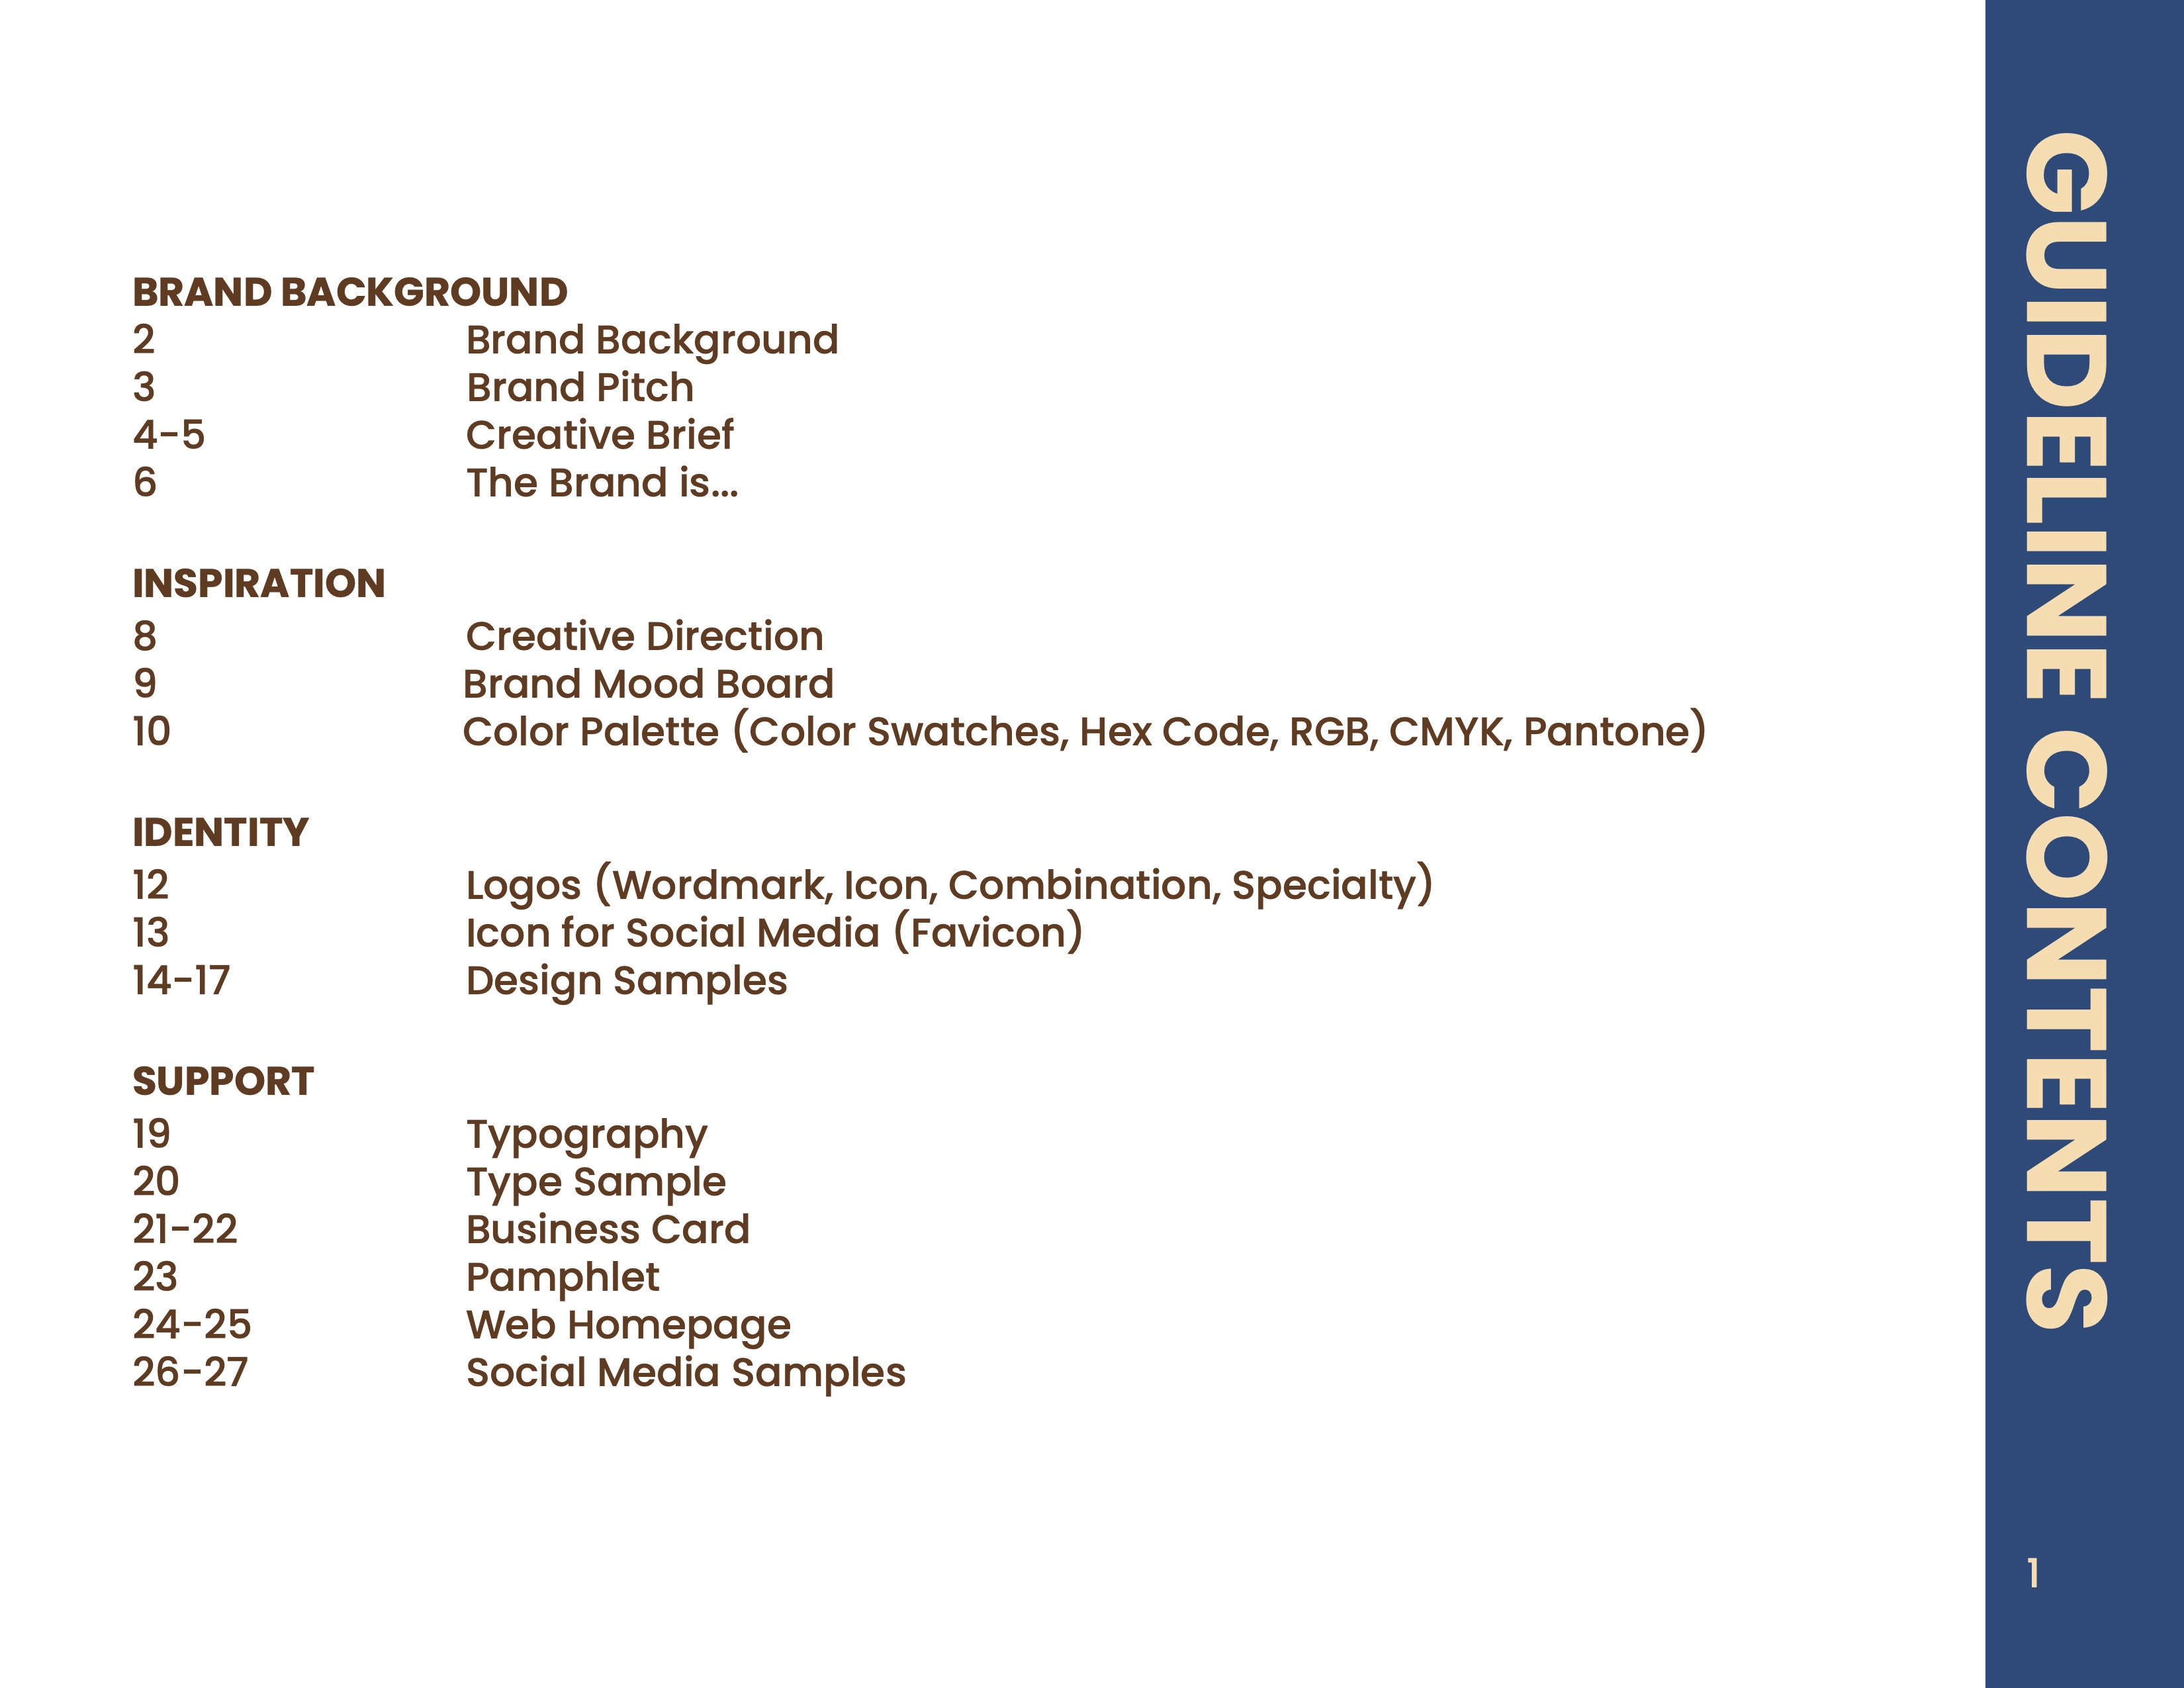 BRAND BACKGROUND
2 Brand Background
3 Brand Pitch
4-5 Creative Brief
6 The Brand is...
INSPIRATION
8 Creative Direction
9 Brand Mood Board
10 Color Palette (Color Swatches, Hex Code, RGB, CMYK, Pantone)
IDENTITY
12 Logos (Wordmark, Icon, Combination, Specialty)
13 Icon for Social Media (Favicon)
14-17 Design Samples
SUPPORT
19 Typography
20 Type Sample
21-22 Business Card
23 Pamphlet
24-25 Web Homepage
26-27 Social Media Samples
GUIDELINE CONTENTS
1